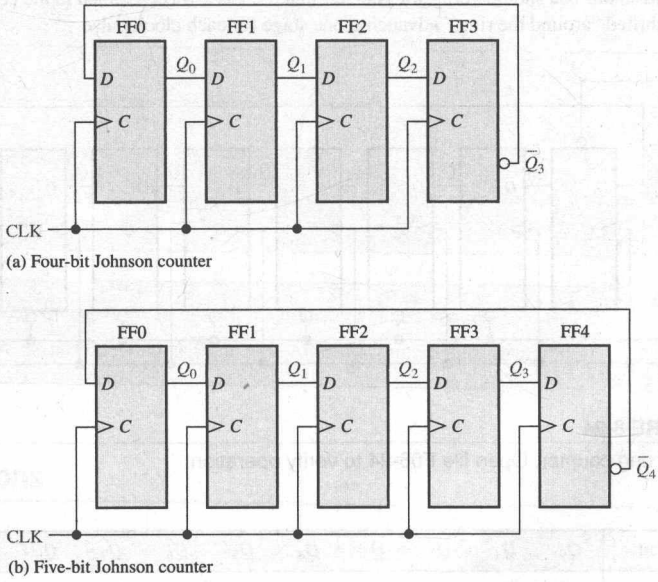 FF0 FF1 FF2 FF3
Q₀ Q₁ Q₂
D D D D
C C C C
Q̅₃
CLK
(a) Four-bit Johnson counter
FF0 FF1 FF2 FF3 FF4
Q₀ Q₁ Q₂ Q₃
D D D D D
C C C C C
Q̅₄
CLK
(b) Five-bit Johnson counter